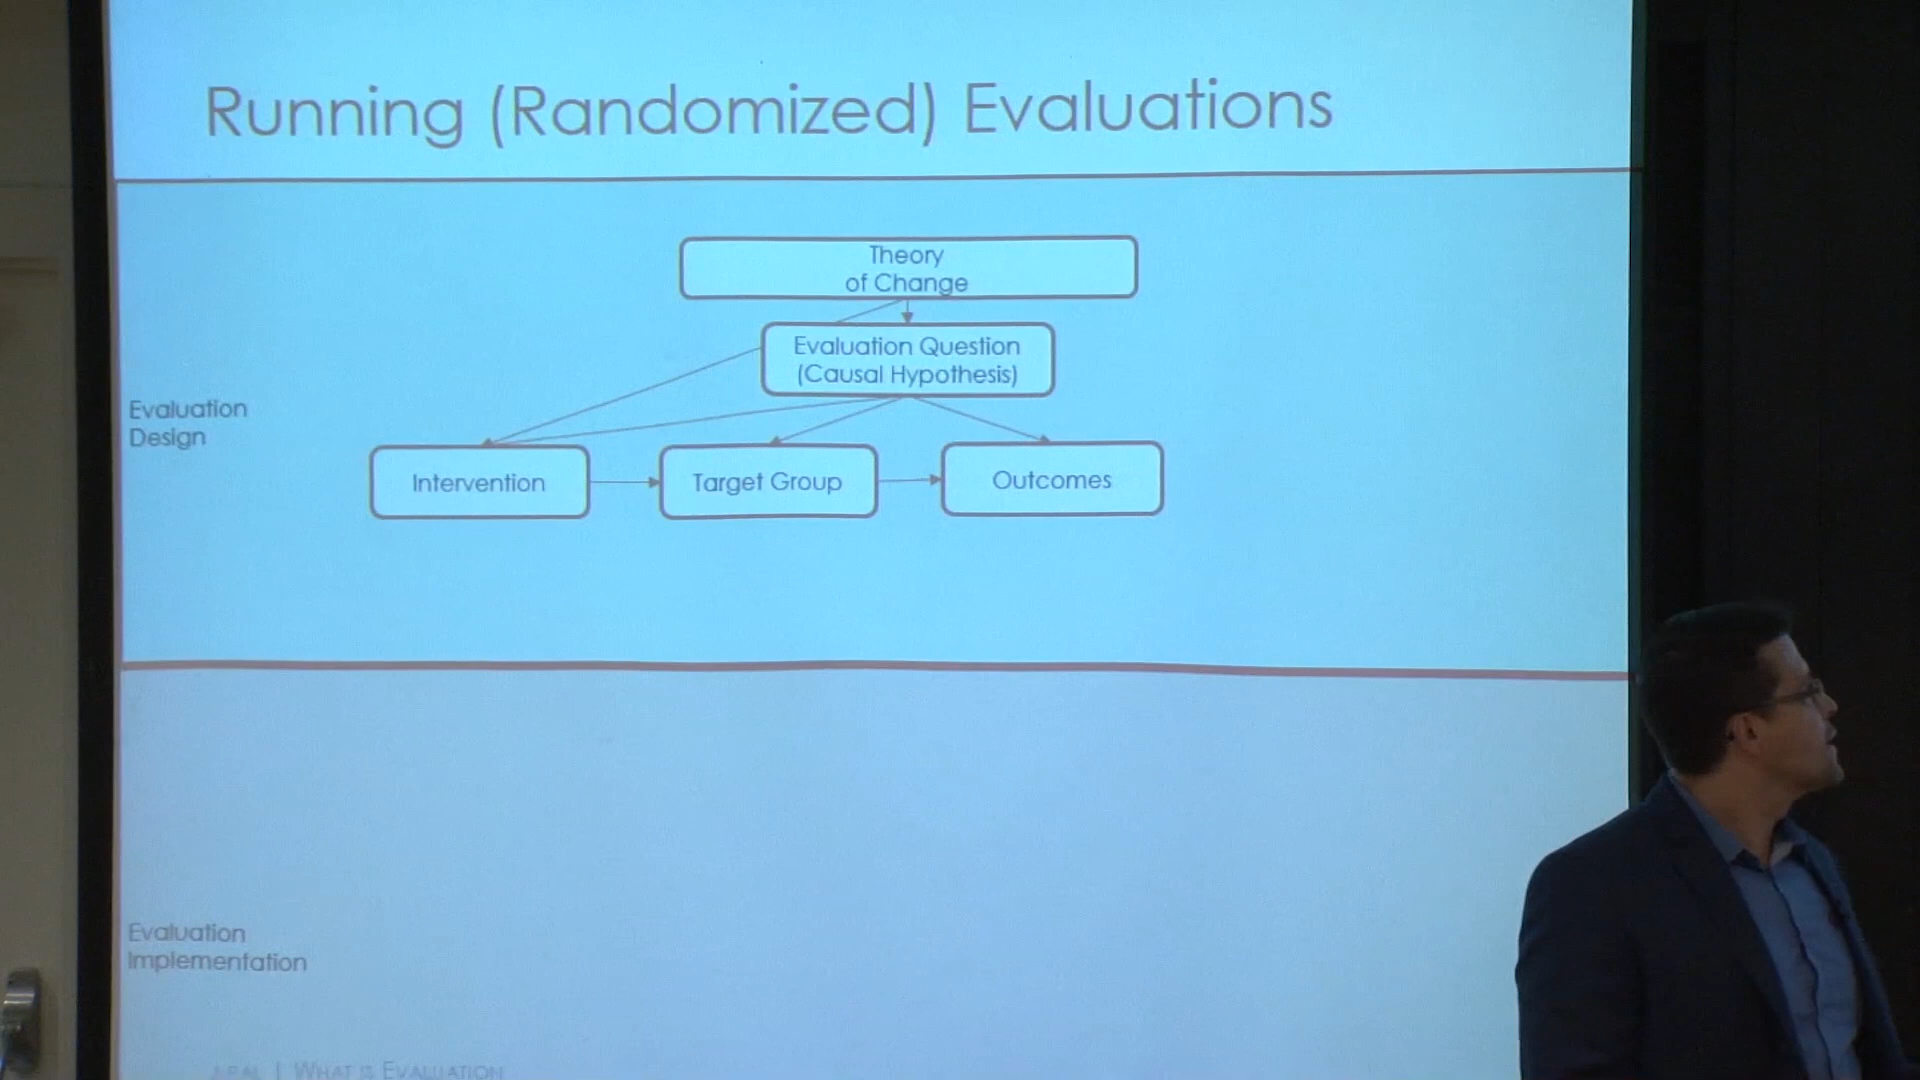 Running (Randomized) Evaluations
Theory
of Change
Evaluation Question
(Causal Hypothesis)
Evaluation
Design
Intervention
Target Group
Outcomes
Evaluation
Implementation
J-PAL | WHAT IS EVALUATION